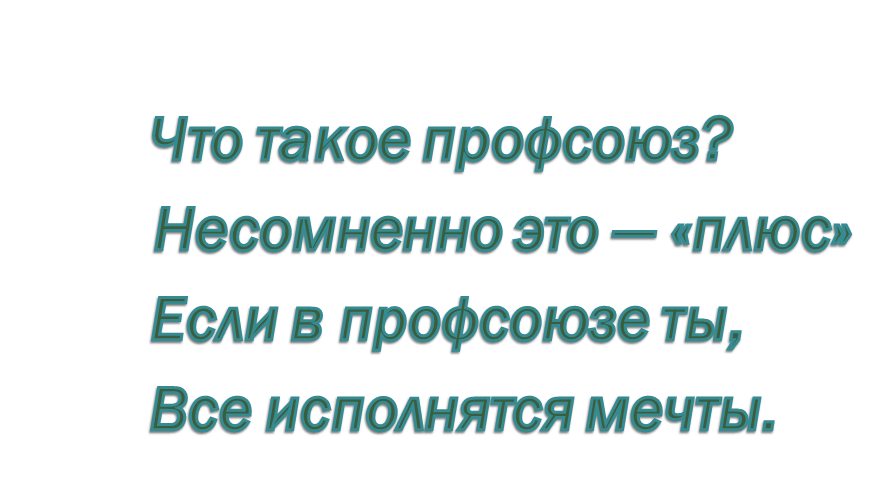 Что такое профсоюз?
Несомненно это — «плюс»
Если в профсоюзе ты,
Все исполнятся мечты.